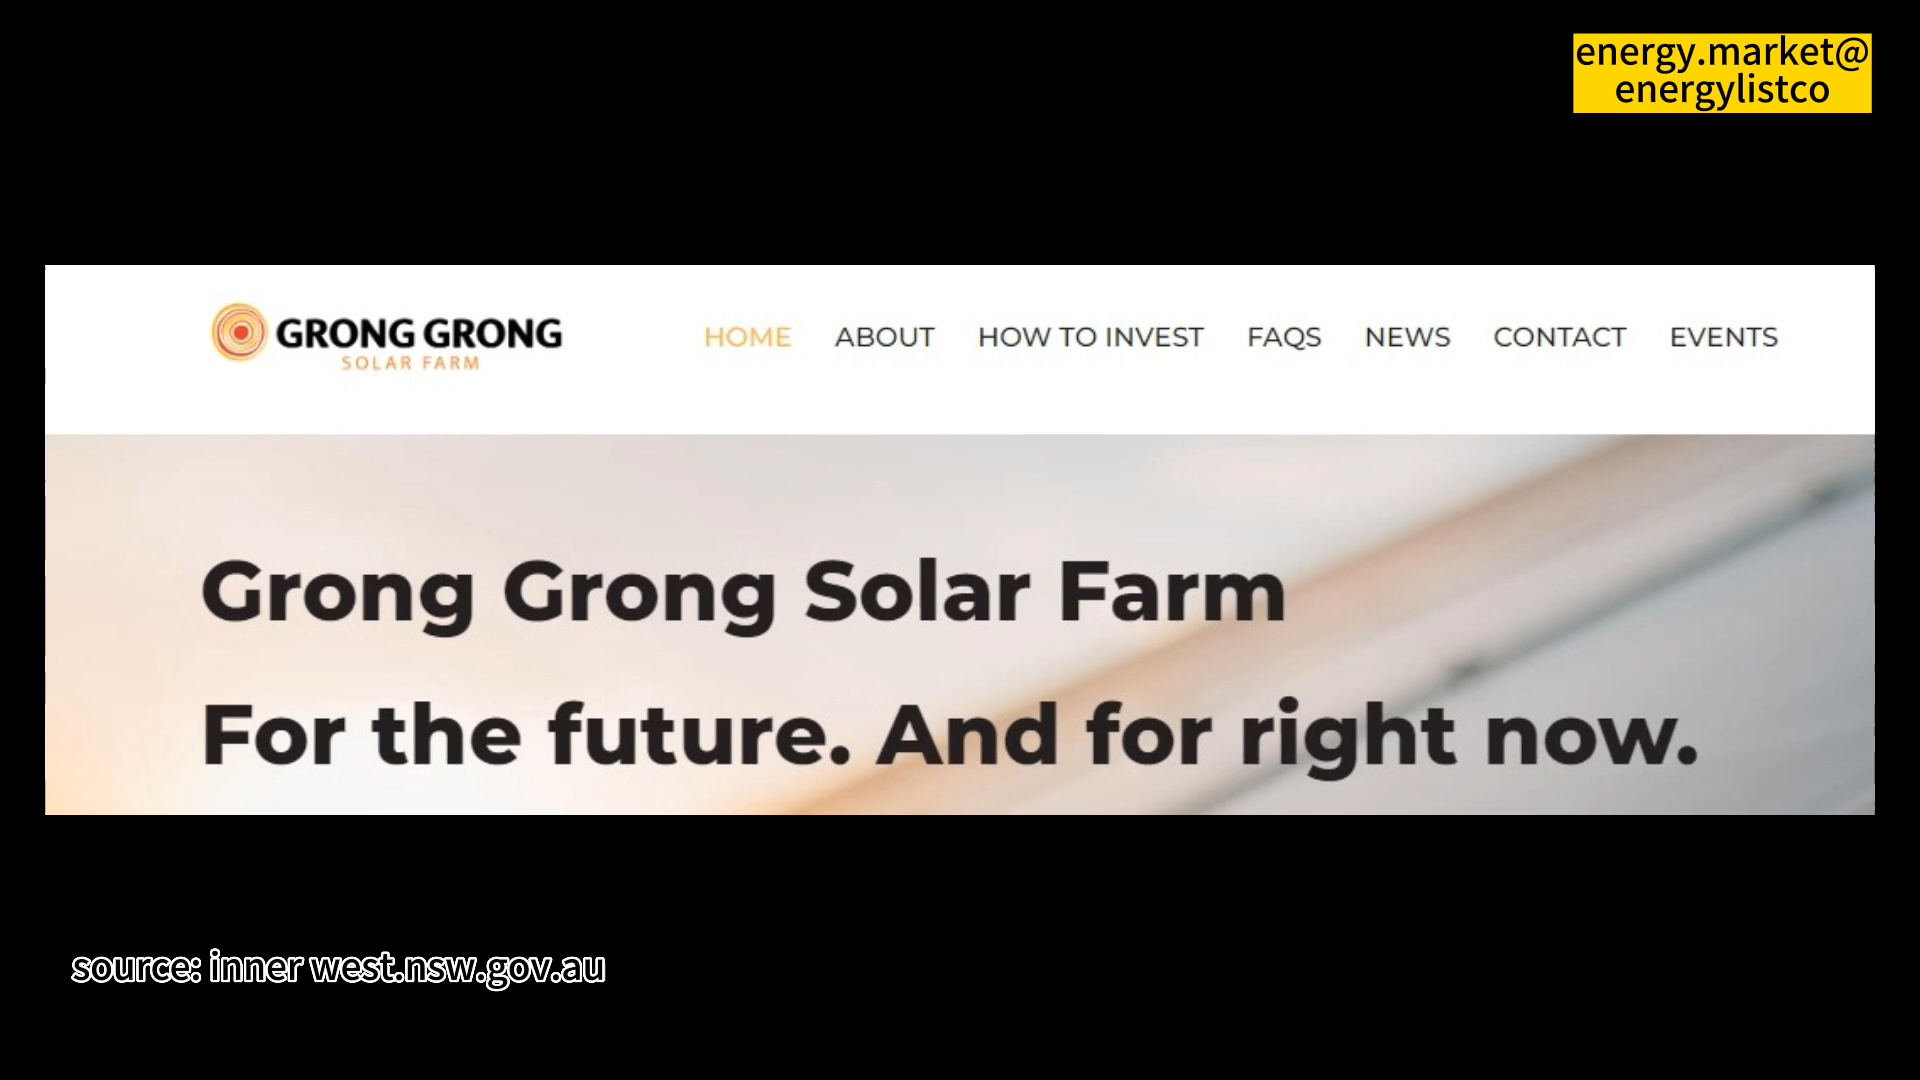 energy.market@
energylistco
GRONG GRONG
SOLAR FARM
HOME ABOUT HOW TO INVEST FAQS NEWS CONTACT EVENTS
Grong Grong Solar Farm
For the future. And for right now.
source: inner west.nsw.gov.au